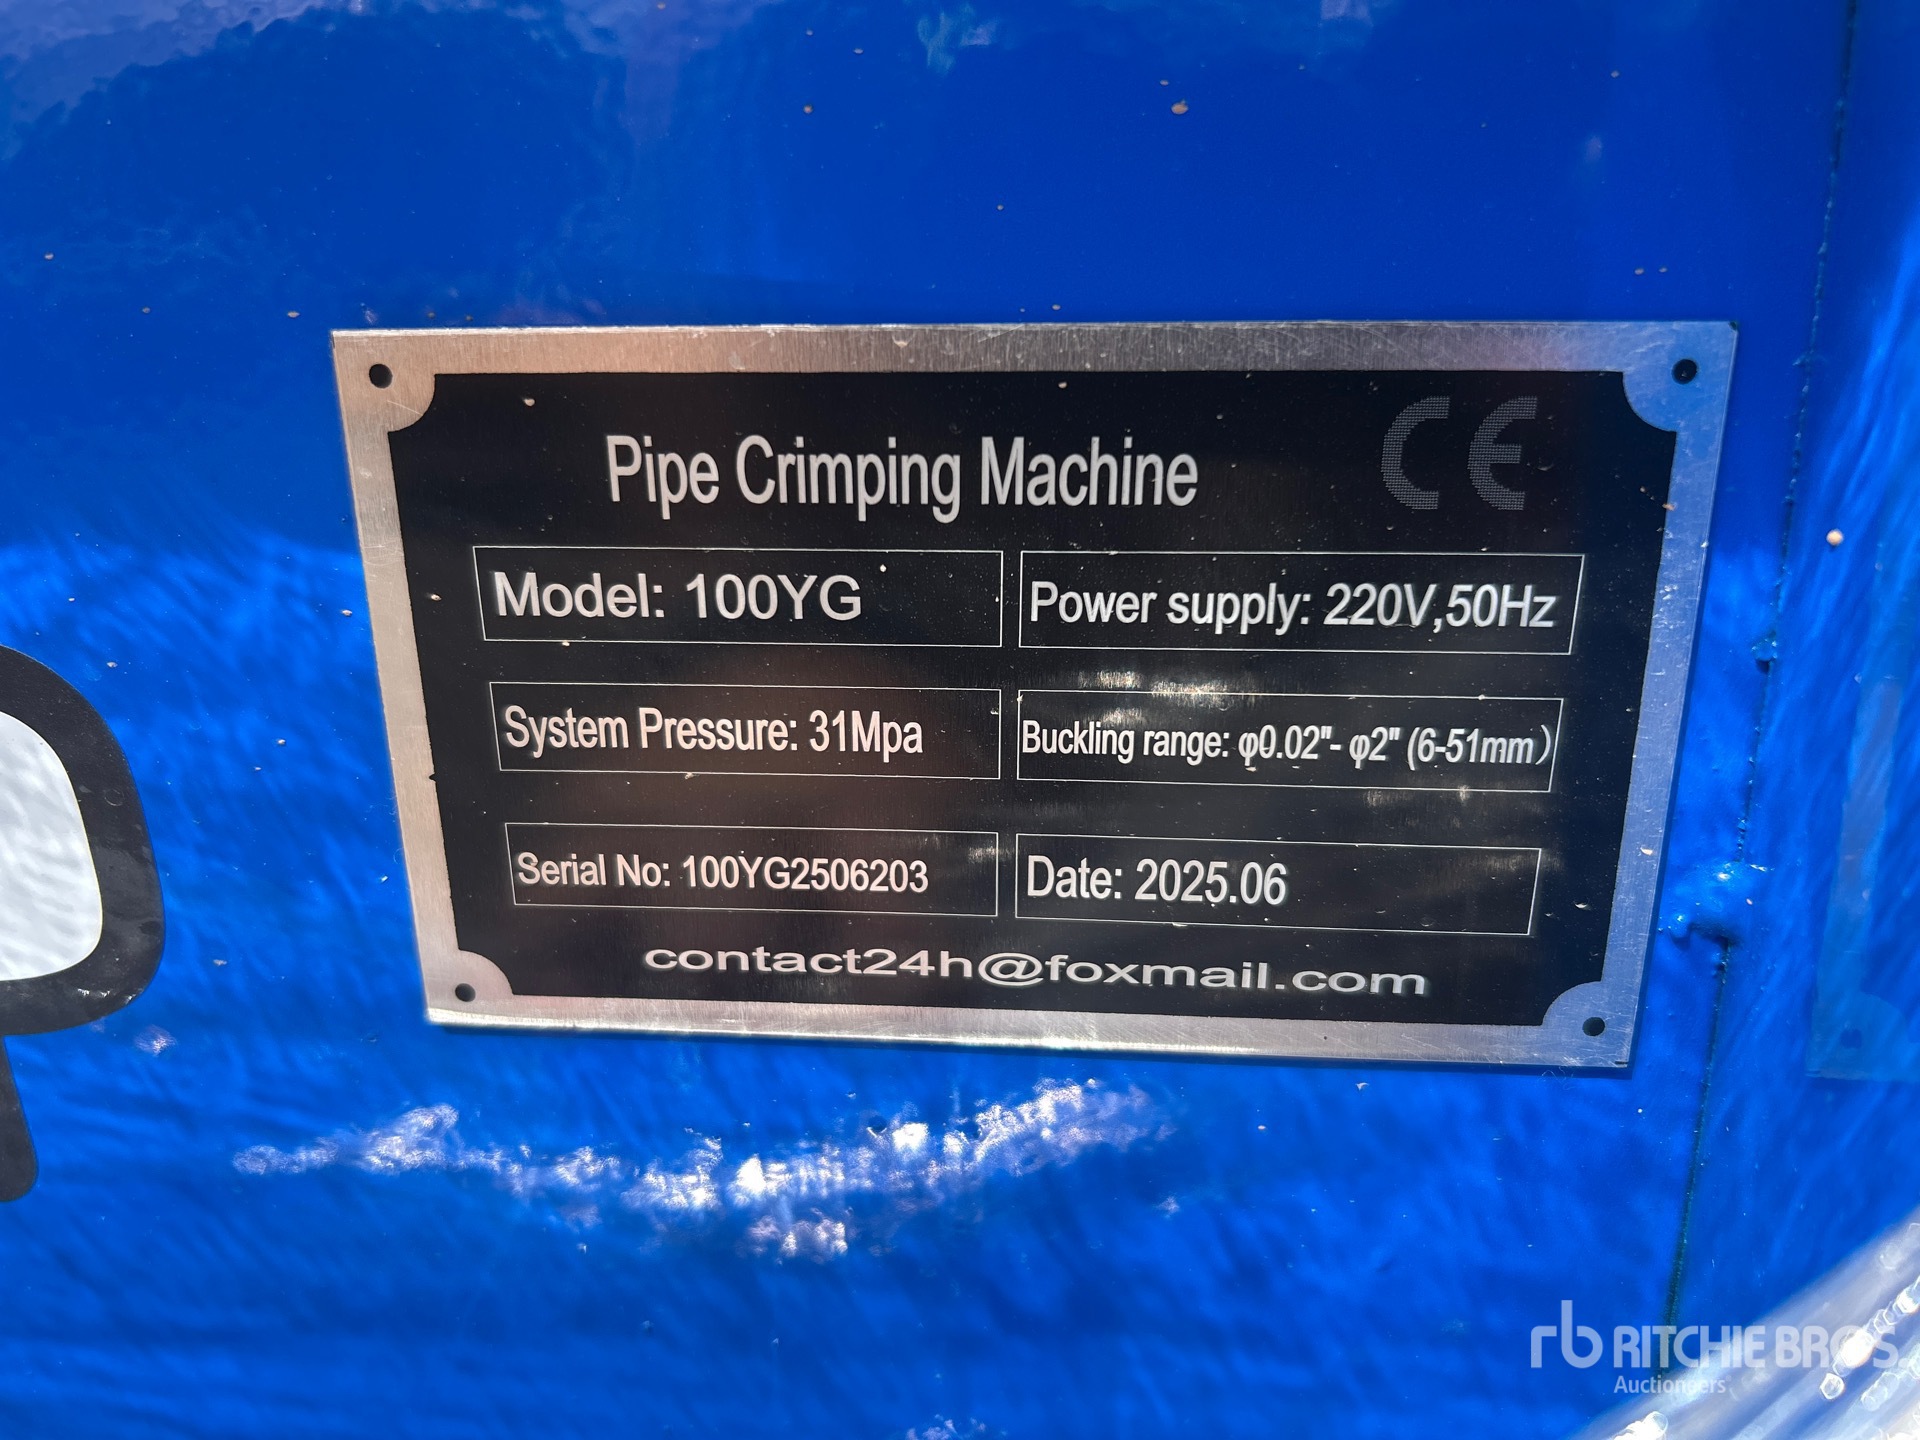 Pipe Crimping Machine CE
Model: 100YG
Power supply: 220V,50Hz
System Pressure: 31Mpa
Buckling range: φ0.02"- φ2" (6-51mm）
Serial No: 100YG2506203
Date: 2025.06
contact24h@foxmail.com
rb RITCHIE BROS.
Auctioneers